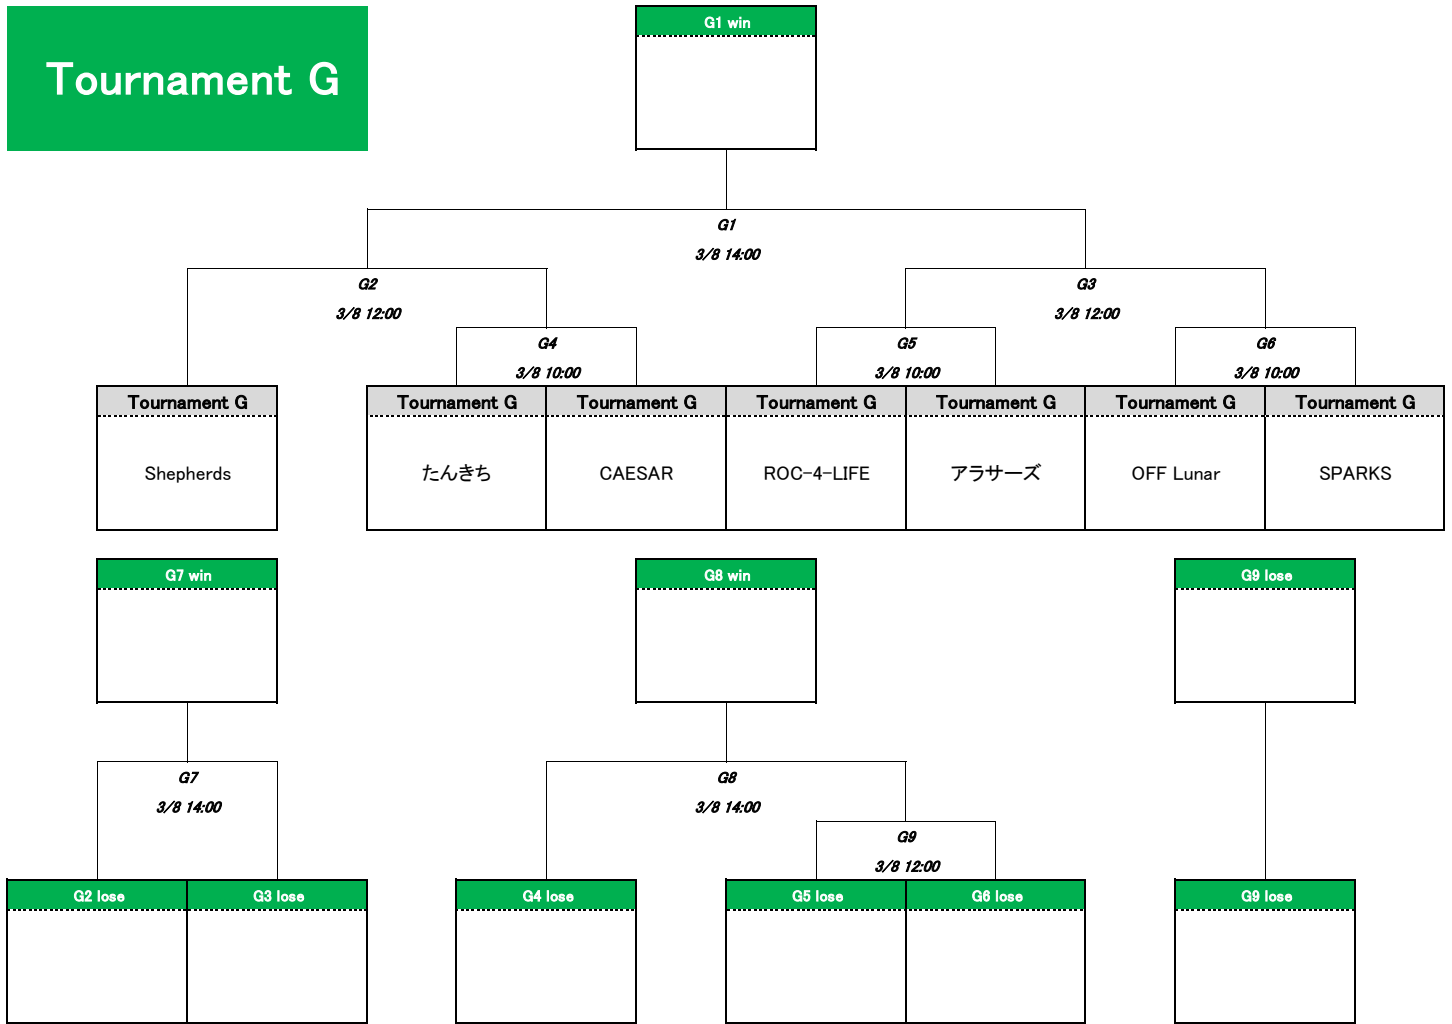 Tournament G
G1 win
G1
3/8 14:00
G2
3/8 12:00
G3
3/8 12:00
G4
3/8 10:00
G5
3/8 10:00
G6
3/8 10:00
Tournament G
Shepherds
Tournament G
たんきち
Tournament G
CAESAR
Tournament G
ROC-4-LIFE
Tournament G
アラサーズ
Tournament G
OFF Lunar
Tournament G
SPARKS
G7 win
G8 win
G9 lose
G7
3/8 14:00
G8
3/8 14:00
G9
3/8 12:00
G2 lose
G3 lose
G4 lose
G5 lose
G6 lose
G9 lose